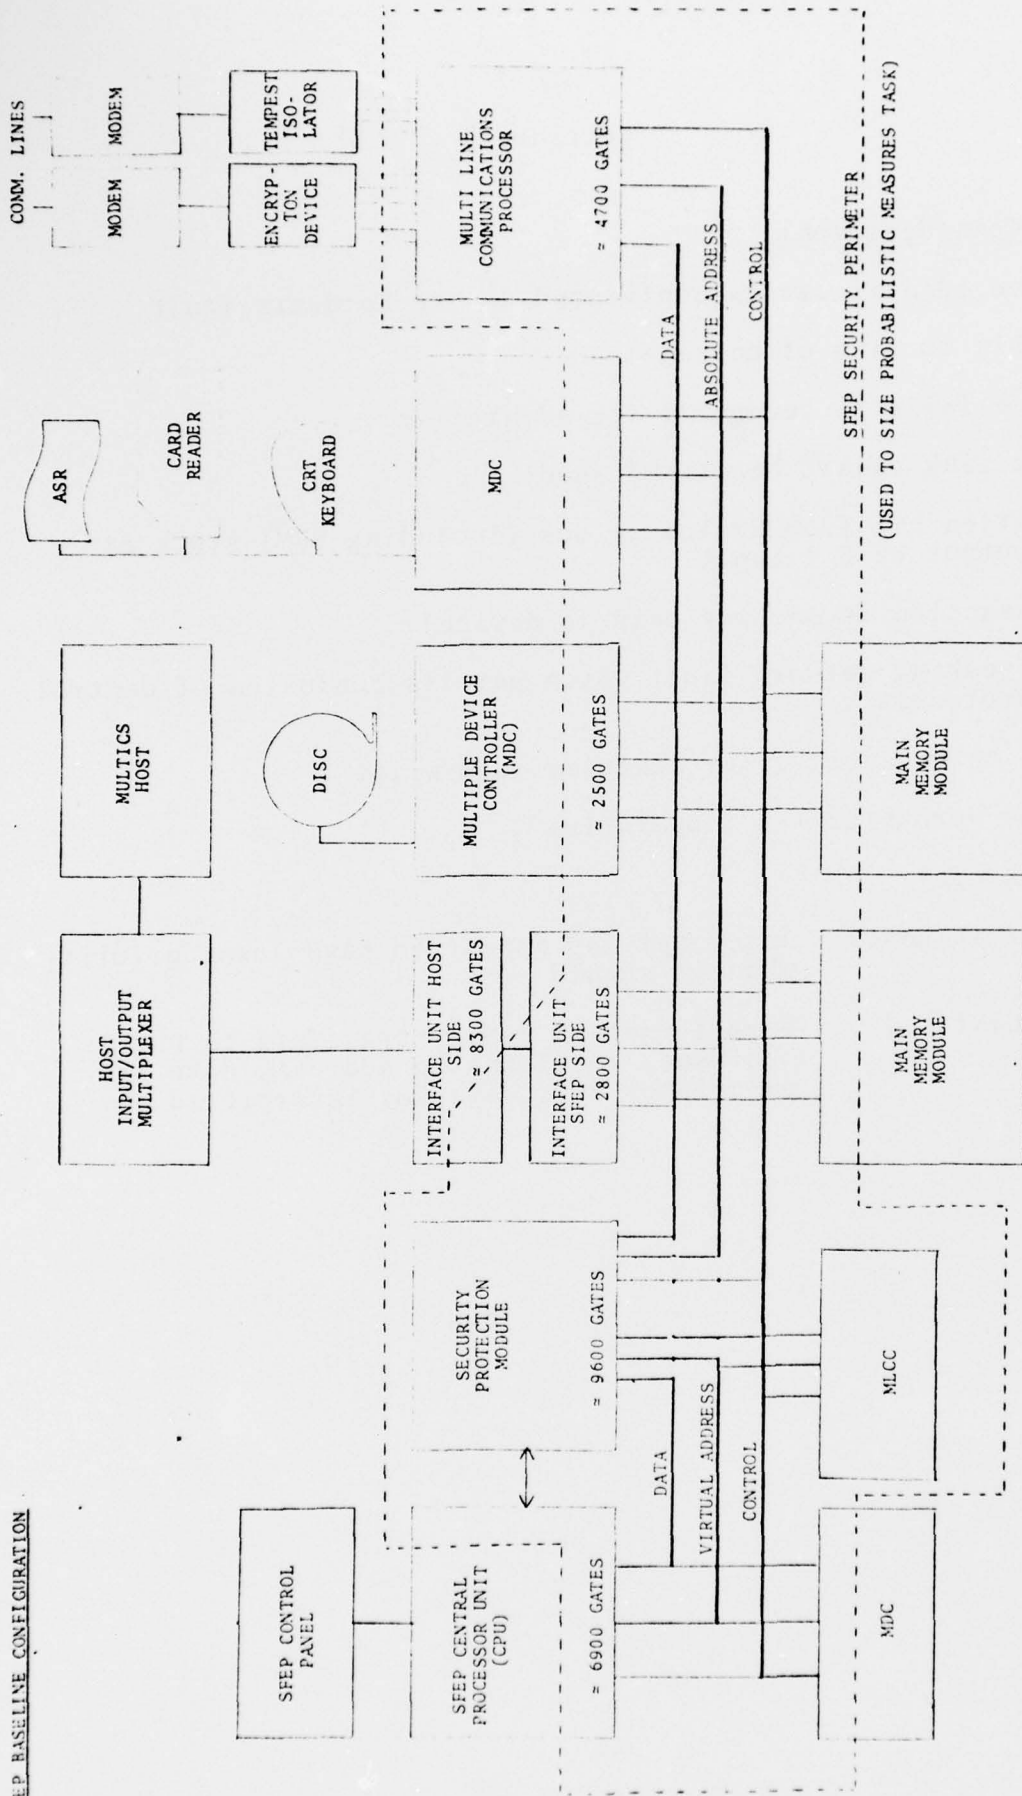 EP BASELINE CONFIGURATION
COMM. LINES
MODEM
MODEM
ENCRYP-
TON
DEVICE
TEMPEST
ISO-
LATOR
MULTI LINE
COMMUNICATIONS
PROCESSOR
≈ 4700 GATES
ASR
CARD
READER
CRT
KEYBOARD
MDC
MULTICS
HOST
DISC
MULTIPLE DEVICE
CONTROLLER
(MDC)
≈ 2500 GATES
HOST
INPUT/OUTPUT
MULTIPLEXER
INTERFACE UNIT HOST
SIDE
≈ 8300 GATES
INTERFACE UNIT
SFEP SIDE
≈ 2800 GATES
SECURITY
PROTECTION
MODULE
≈ 9600 GATES
SFEP CONTROL
PANEL
SFEP CENTRAL
PROCESSOR UNIT
(CPU)
≈ 6900 GATES
DATA
ABSOLUTE ADDRESS
CONTROL
DATA
VIRTUAL ADDRESS
CONTROL
MAIN
MEMORY
MODULE
MAIN
MEMORY
MODULE
MLCC
MDC
SFEP SECURITY PERIMETER
(USED TO SIZE PROBABILISTIC MEASURES TASK)